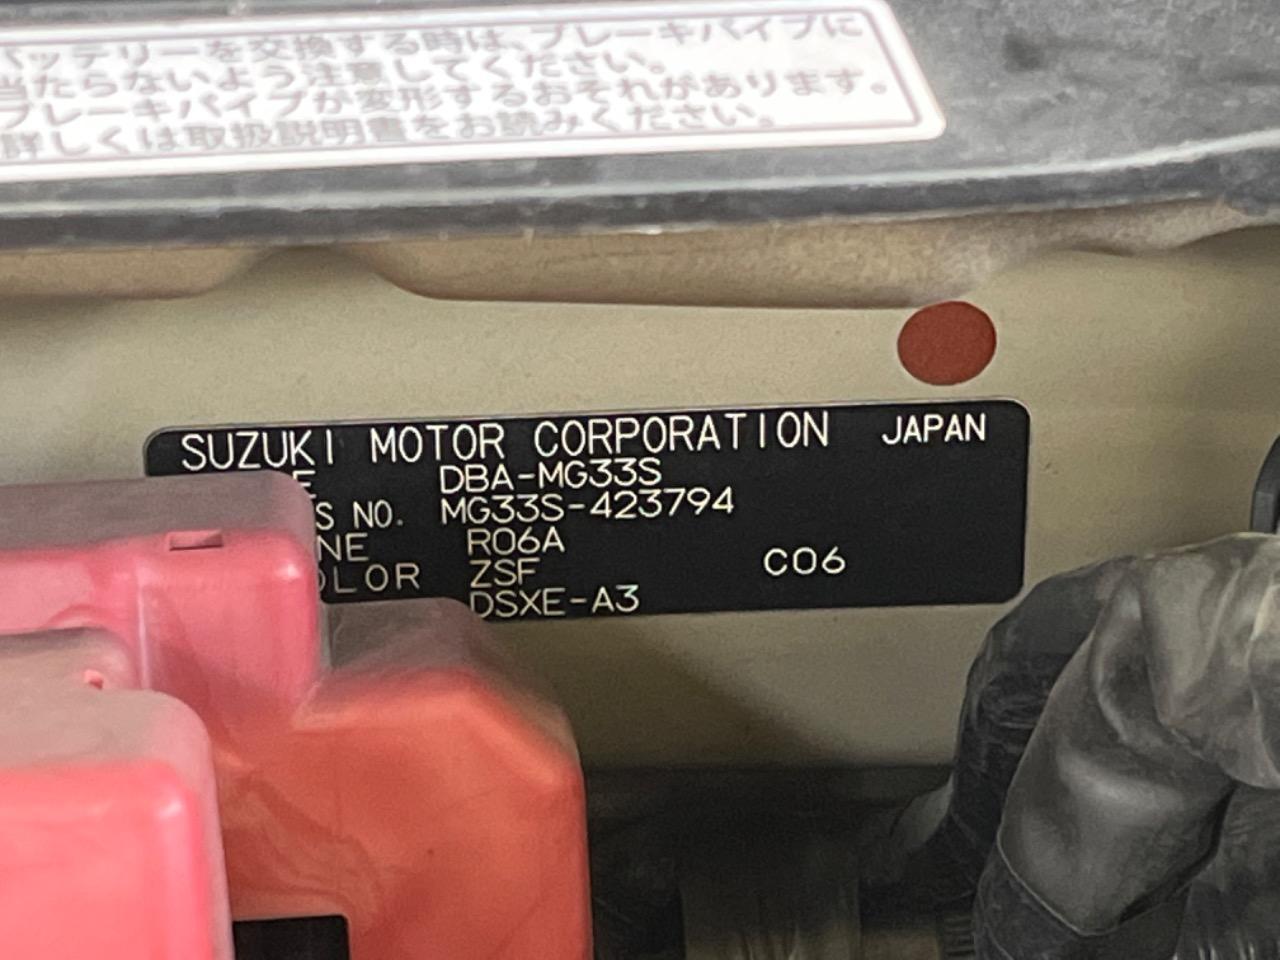 バッテリーを交換する時は、ブレーキパイプに
当たらないよう注意してください。
ブレーキパイプが変形するおそれがあります。
詳しくは取扱説明書をお読みください。
SUZUKI MOTOR CORPORATION JAPAN
E DBA-MG33S
S NO. MG33S-423794
NE R06A
OLOR ZSF C06
DSXE-A3